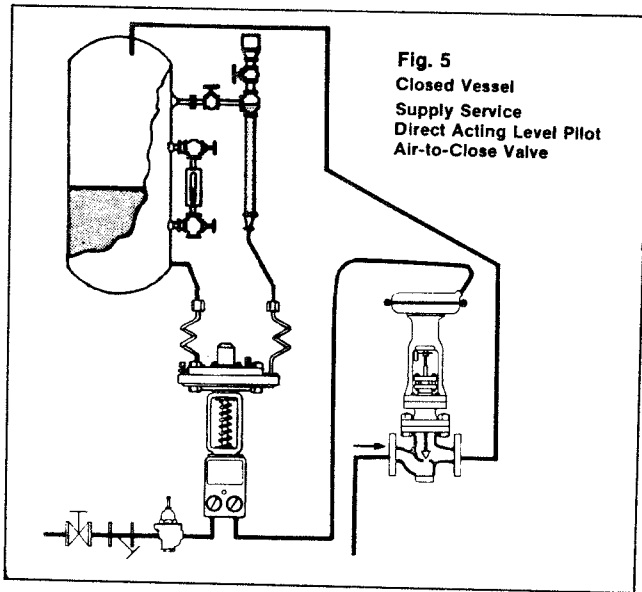 Fig. 5
Closed Vessel
Supply Service
Direct Acting Level Pilot
Air-to-Close Valve